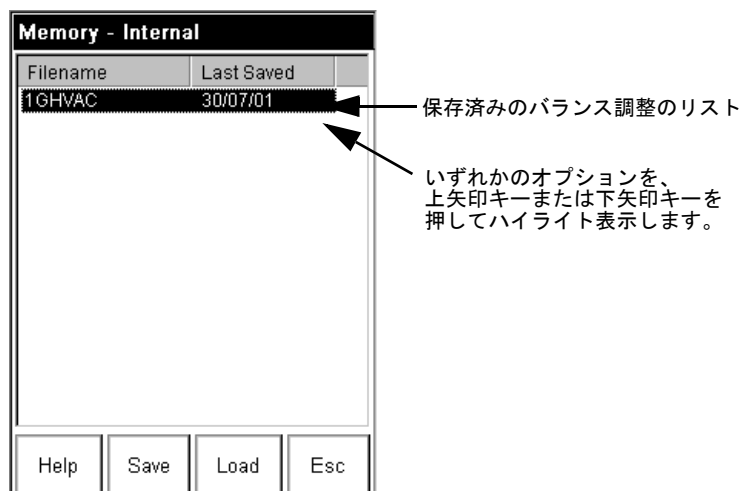 Memory - Internal
Filename Last Saved
1GHVAC 30/07/01
保存済みのバランス調整のリスト
いずれかのオプションを、
上矢印キーまたは下矢印キーを
押してハイライト表示します。
Help Save Load Esc